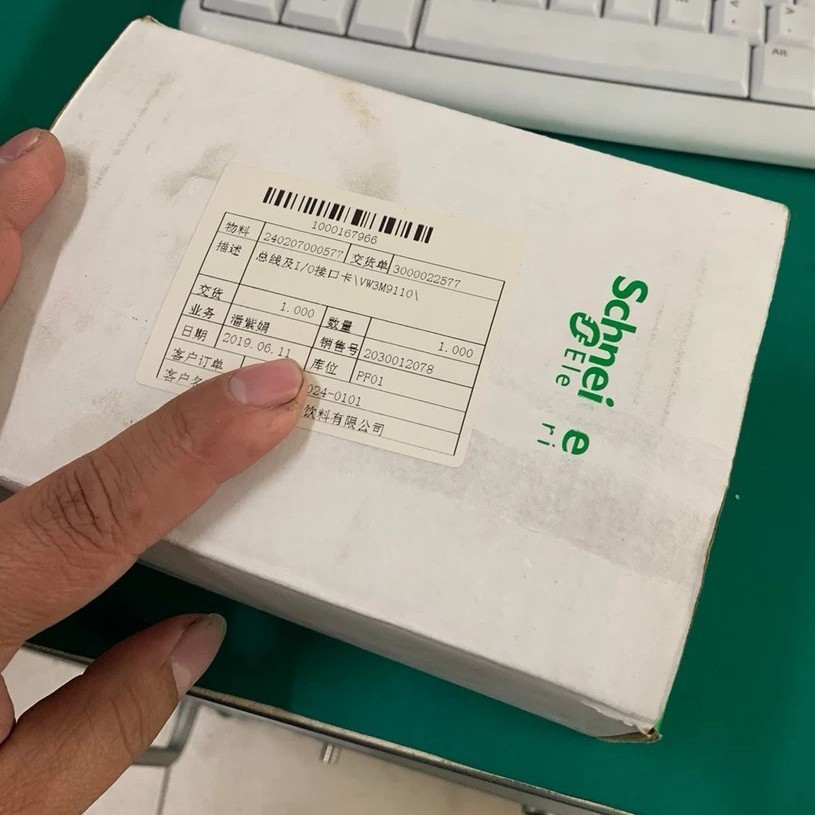 1000167966
物料 240207000577 交货单 3000022577
描述 总线及I/O接口卡\VW3M9110\
交货 1.000 数量 1.000
业务 潘紫娟 销售号 2030012078
日期 2019.06.11 库位 PF01
客户订单 024-0101
客户名 饮料有限公司
Schnei e
Ele ri
Alt